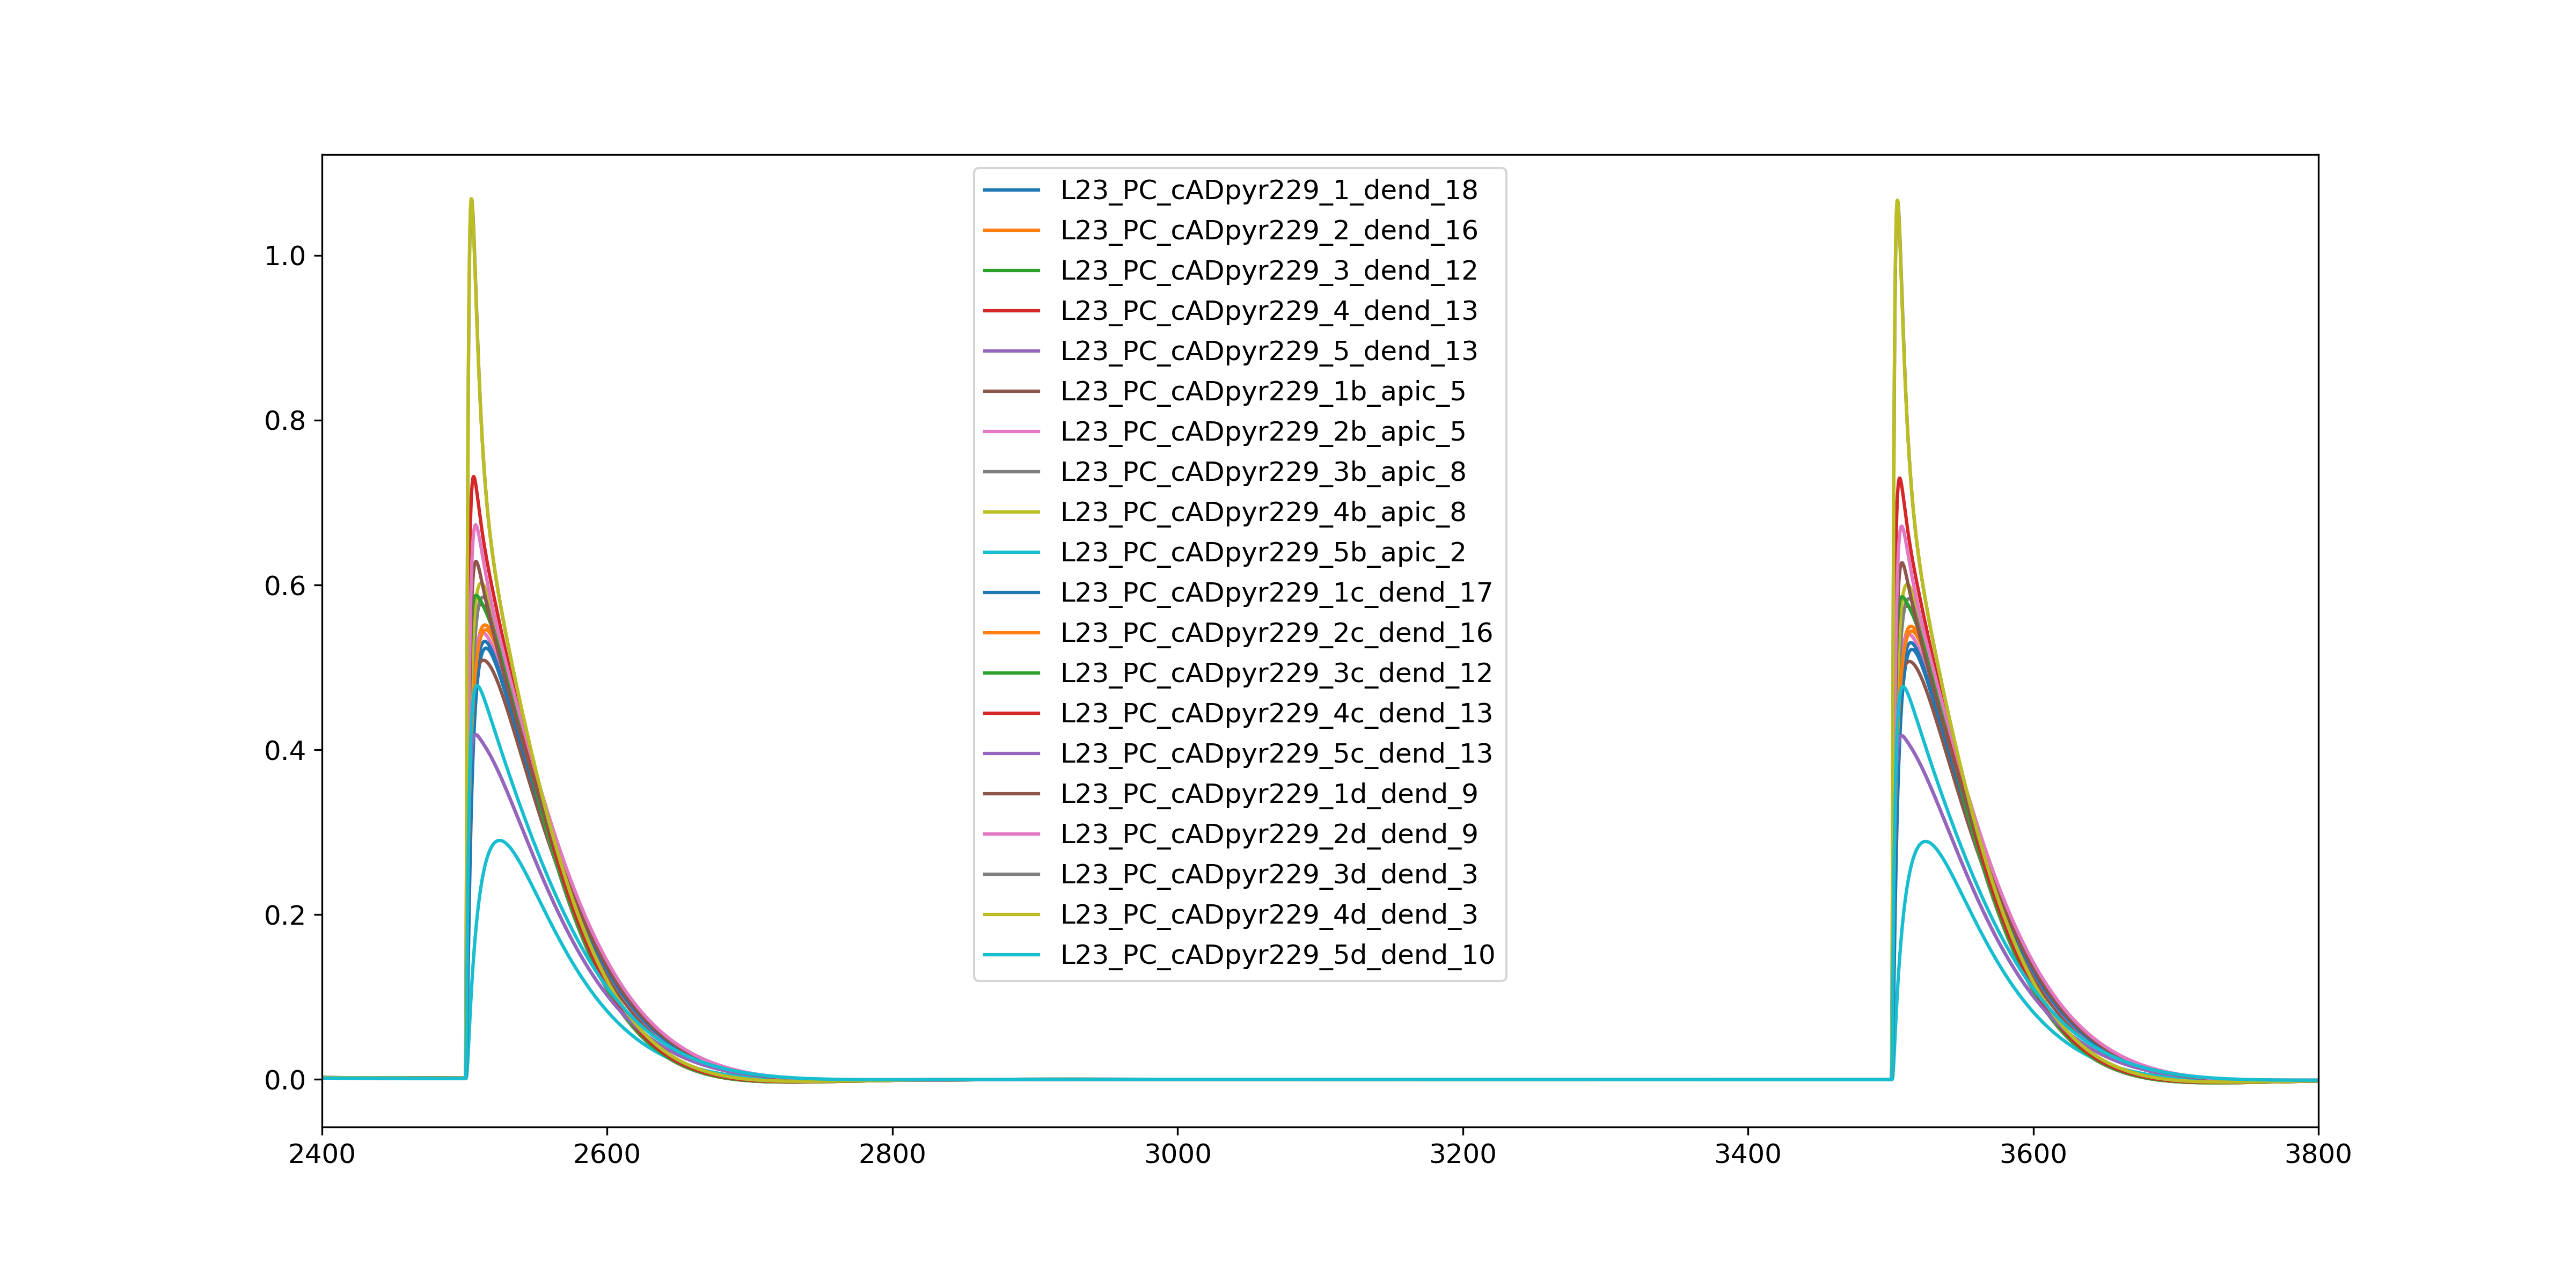 1.0
0.8
0.6
0.4
0.2
0.0
L23_PC_cADpyr229_1_dend_18
L23_PC_cADpyr229_2_dend_16
L23_PC_cADpyr229_3_dend_12
L23_PC_cADpyr229_4_dend_13
L23_PC_cADpyr229_5_dend_13
L23_PC_cADpyr229_1b_apic_5
L23_PC_cADpyr229_2b_apic_5
L23_PC_cADpyr229_3b_apic_8
L23_PC_cADpyr229_4b_apic_8
L23_PC_cADpyr229_5b_apic_2
L23_PC_cADpyr229_1c_dend_17
L23_PC_cADpyr229_2c_dend_16
L23_PC_cADpyr229_3c_dend_12
L23_PC_cADpyr229_4c_dend_13
L23_PC_cADpyr229_5c_dend_13
L23_PC_cADpyr229_1d_dend_9
L23_PC_cADpyr229_2d_dend_9
L23_PC_cADpyr229_3d_dend_3
L23_PC_cADpyr229_4d_dend_3
L23_PC_cADpyr229_5d_dend_10
2400 2600 2800 3000 3200 3400 3600 3800